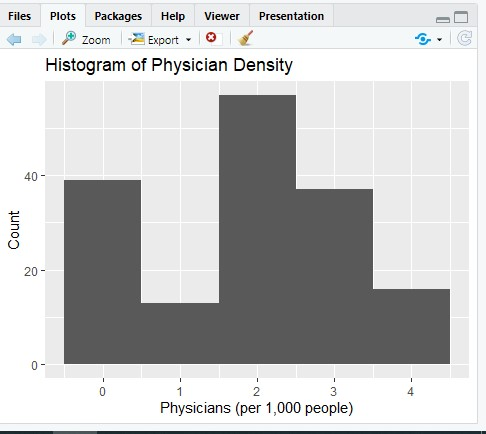 Files Plots Packages Help Viewer Presentation
Zoom Export
Histogram of Physician Density
Count
40
20
0
0 1 2 3 4
Physicians (per 1,000 people)